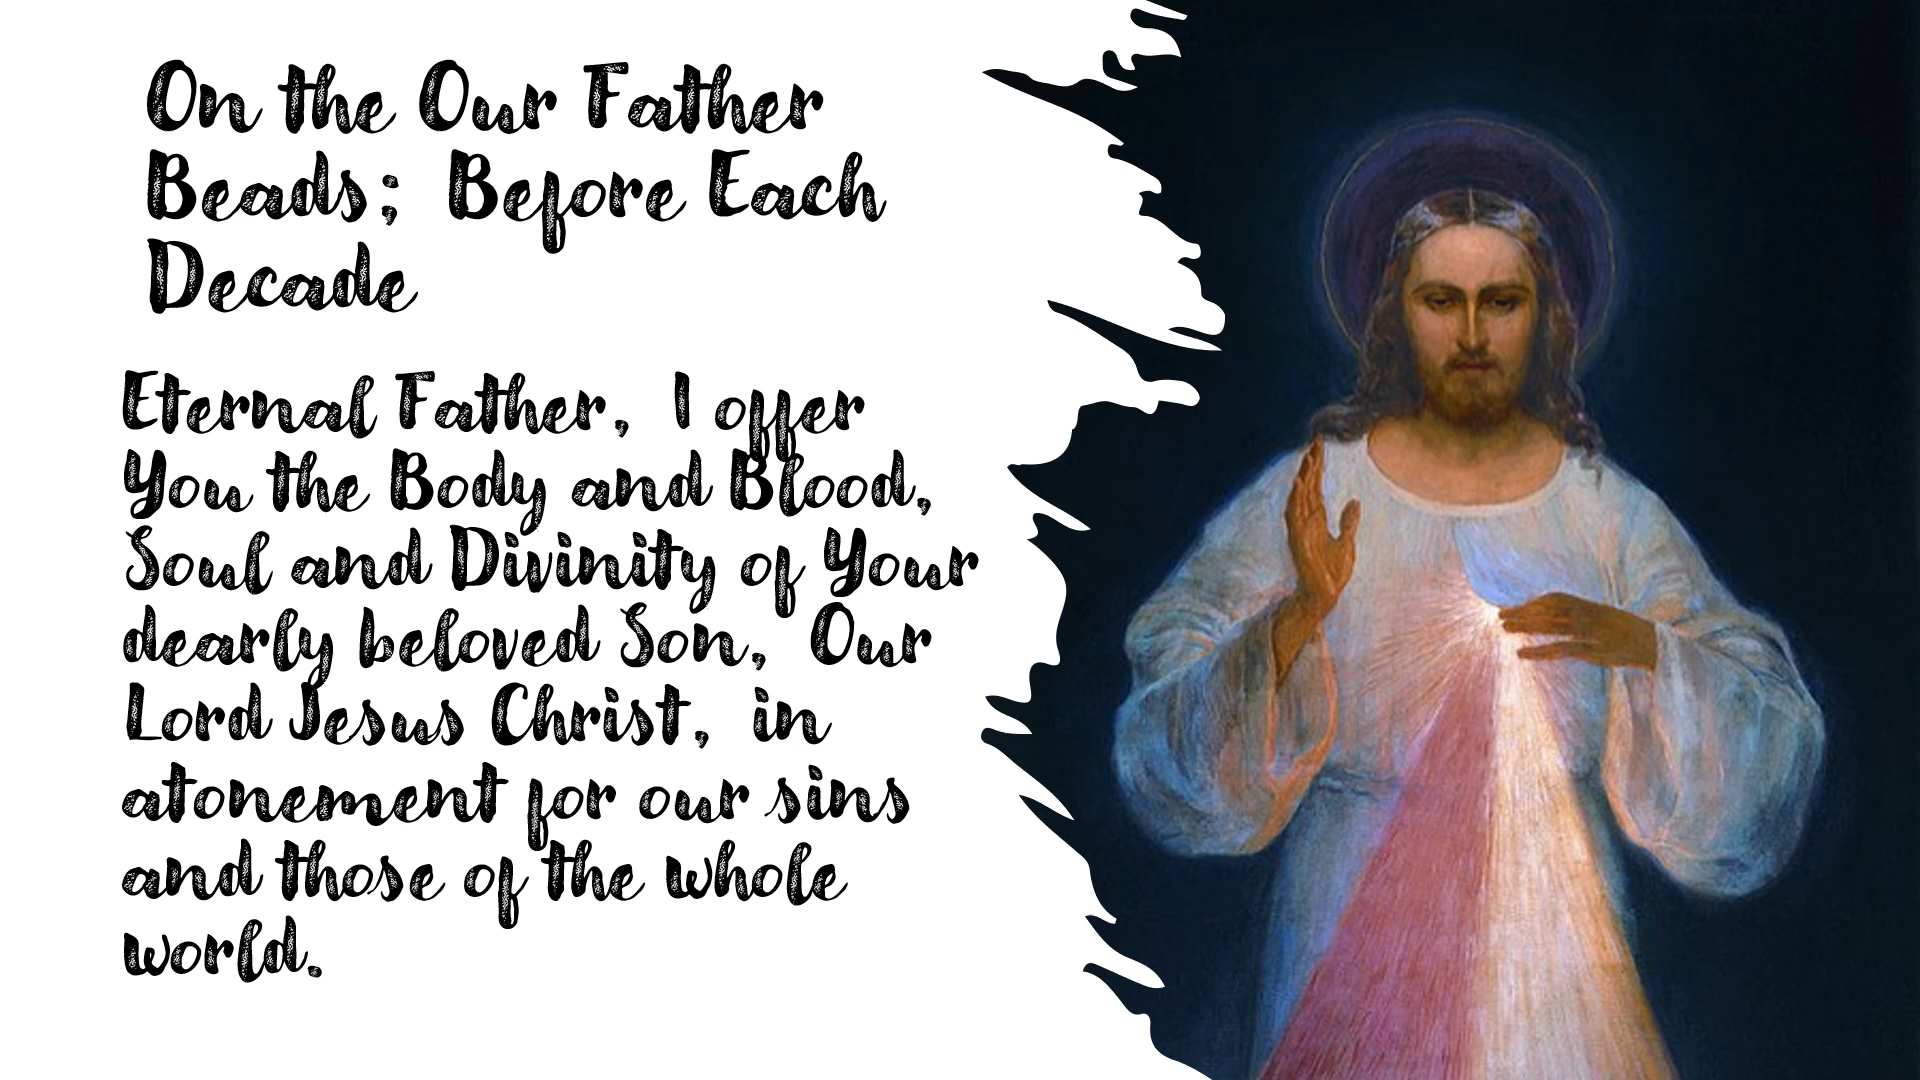 On the Our Father
Beads; Before Each
Decade
Eternal Father, I offer
You the Body and Blood,
Soul and Divinity of Your
dearly beloved Son, Our
Lord Jesus Christ, in
atonement for our sins
and those of the whole
world.